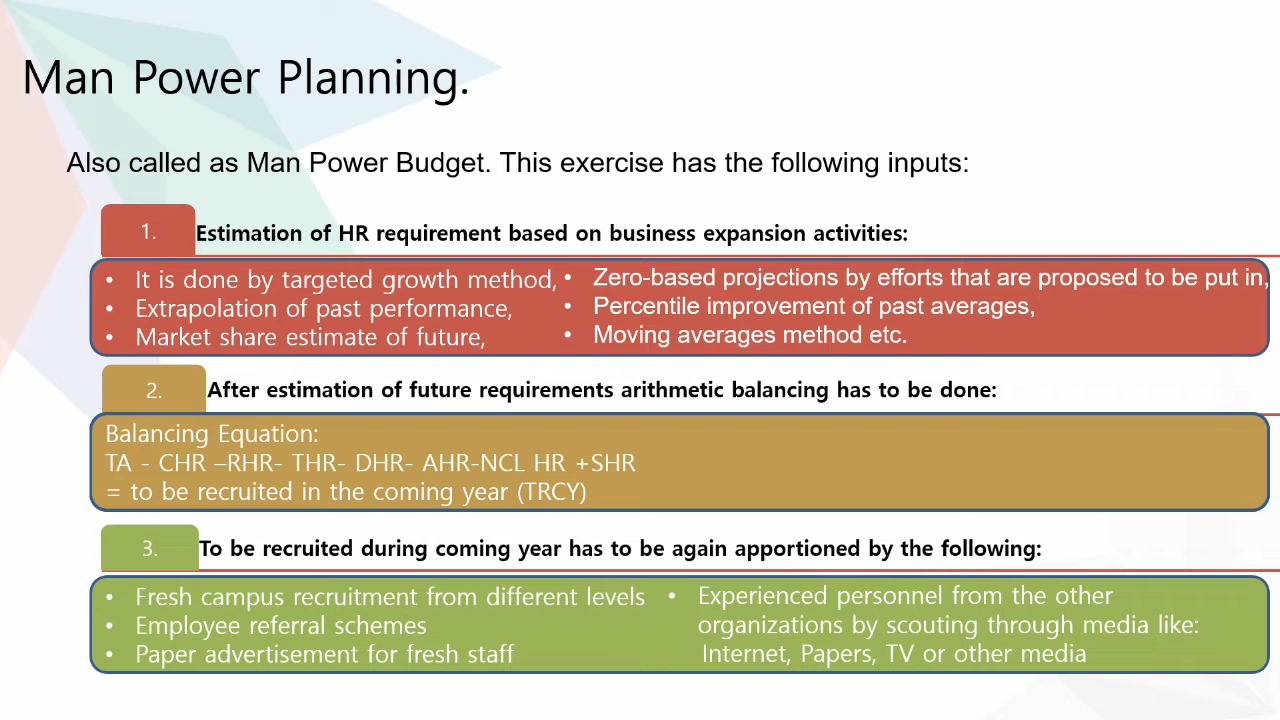 Man Power Planning.
Also called as Man Power Budget. This exercise has the following inputs:
1.
Estimation of HR requirement based on business expansion activities:
• It is done by targeted growth method,
• Extrapolation of past performance,
• Market share estimate of future,
• Zero-based projections by efforts that are proposed to be put in,
• Percentile improvement of past averages,
• Moving averages method etc.
2.
After estimation of future requirements arithmetic balancing has to be done:
Balancing Equation:
TA - CHR –RHR- THR- DHR- AHR-NCL HR +SHR
= to be recruited in the coming year (TRCY)
3.
To be recruited during coming year has to be again apportioned by the following:
• Fresh campus recruitment from different levels
• Employee referral schemes
• Paper advertisement for fresh staff
• Experienced personnel from the other
organizations by scouting through media like:
Internet, Papers, TV or other media